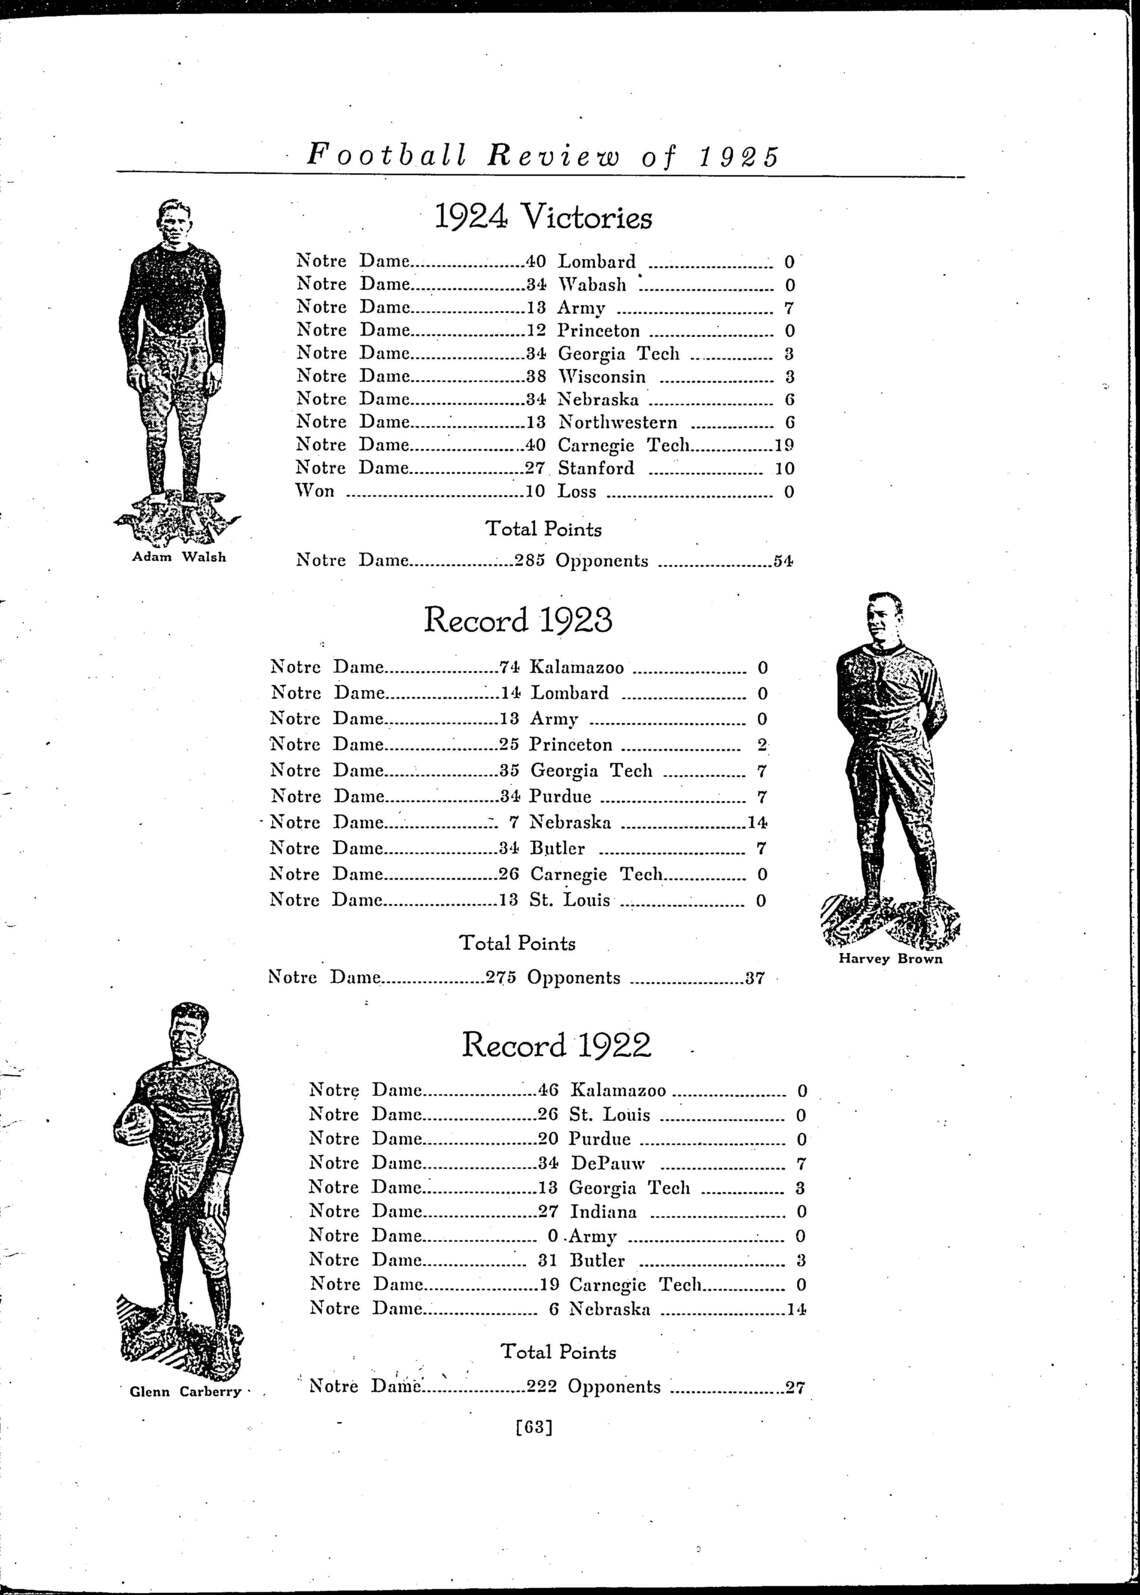 Football Review of 1925
1924 Victories
Notre Dame......................40 Lombard ........................ 0
Notre Dame......................34 Wabash .......................... 0
Notre Dame......................13 Army .............................. 7
Notre Dame......................12 Princeton ........................ 0
Notre Dame......................34 Georgia Tech ................ 3
Notre Dame......................38 Wisconsin ...................... 3
Notre Dame......................34 Nebraska ........................ 6
Notre Dame......................13 Northwestern ................ 6
Notre Dame......................40 Carnegie Tech................19
Notre Dame......................27 Stanford ...................... 10
Won ..................................10 Loss ................................ 0
Total Points
Notre Dame....................285 Opponents ......................54
Adam Walsh
Record 1923
Notre Dame......................74 Kalamazoo ...................... 0
Notre Dame......................14 Lombard ........................ 0
Notre Dame......................13 Army .............................. 0
Notre Dame......................25 Princeton ....................... 2
Notre Dame......................35 Georgia Tech ................ 7
Notre Dame......................34 Purdue ............................ 7
Notre Dame...................... 7 Nebraska ........................14
Notre Dame......................34 Butler ............................ 7
Notre Dame......................26 Carnegie Tech................ 0
Notre Dame......................13 St. Louis ........................ 0
Total Points
Notre Dame....................275 Opponents ......................37
Harvey Brown
Record 1922
Notre Dame......................46 Kalamazoo ...................... 0
Notre Dame......................26 St. Louis ........................ 0
Notre Dame......................20 Purdue ............................ 0
Notre Dame......................34 DePauw ........................ 7
Notre Dame......................13 Georgia Tech ................ 3
Notre Dame......................27 Indiana .......................... 0
Notre Dame...................... 0 Army .............................. 0
Notre Dame.................... 31 Butler ............................ 3
Notre Dame......................19 Carnegie Tech................ 0
Notre Dame...................... 6 Nebraska ........................14
Total Points
Notre Dame....................222 Opponents ......................27
Glenn Carberry
[63]